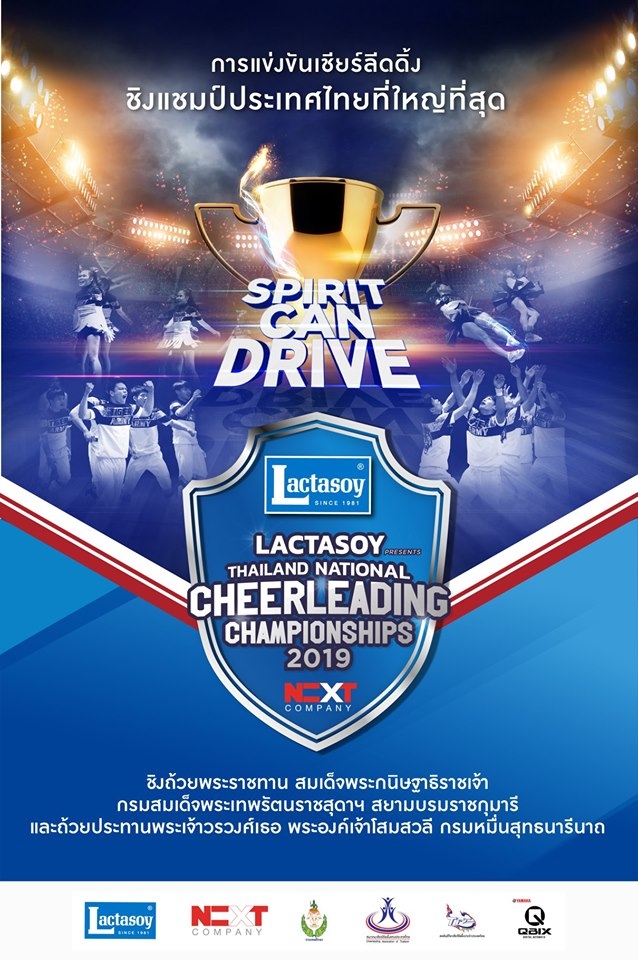 การแข่งขันเชียร์ลีดดิ้ง
ชิงแชมป์ประเทศไทยที่ใหญ่ที่สุด
SPIRIT
CAN
DRIVE
Lactasoy®
SINCE 1981
LACTASOY PRESENTS
THAILAND NATIONAL
CHEERLEADING
CHAMPIONSHIPS
2019
NEXT
COMPANY
ชิงถ้วยพระราชทาน สมเด็จพระกนิษฐาธิราชเจ้า
กรมสมเด็จพระเทพรัตนราชสุดาฯ สยามบรมราชกุมารี
และถ้วยประทานพระเจ้าวรวงศ์เธอ พระองค์เจ้าโสมสวลี กรมหมื่นสุทธนารีนาถ
Lactasoy®
SINCE 1981
NEXT
COMPANY
YAMAHA
QBIX